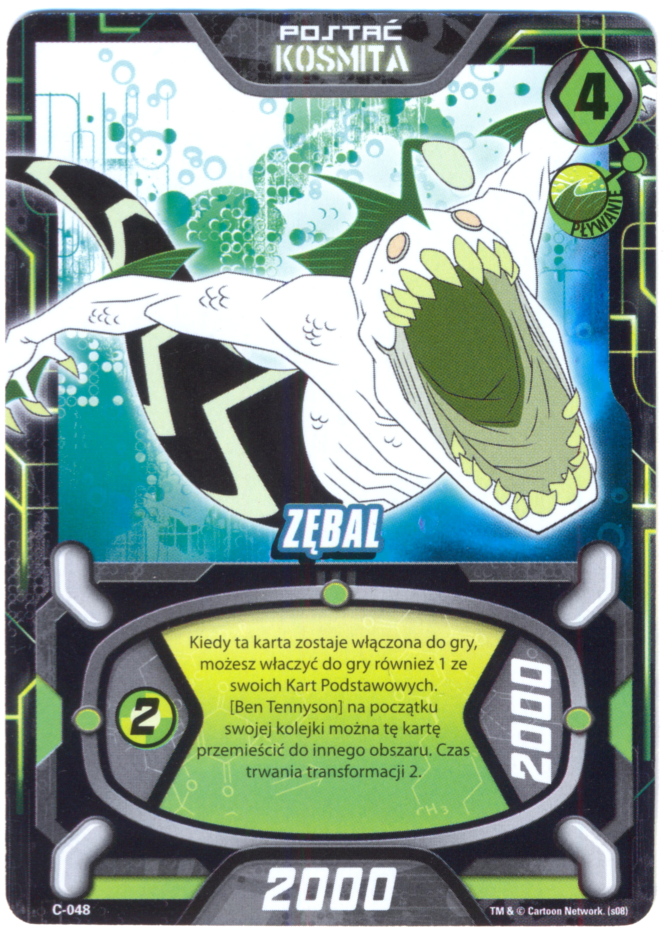 POSTAĆ
KOSMITA
4
PŁYWANIE
ZĘBAL
Kiedy ta karta zostaje włączona do gry,
możesz właczyć do gry również 1 ze
swoich Kart Podstawowych.
[Ben Tennyson] na początku
swojej kolejki można tę kartę
przemieścić do innego obszaru. Czas
trwania transformacji 2.
2
2000
CH3
2000
C-048
TM & © Cartoon Network. (s08)